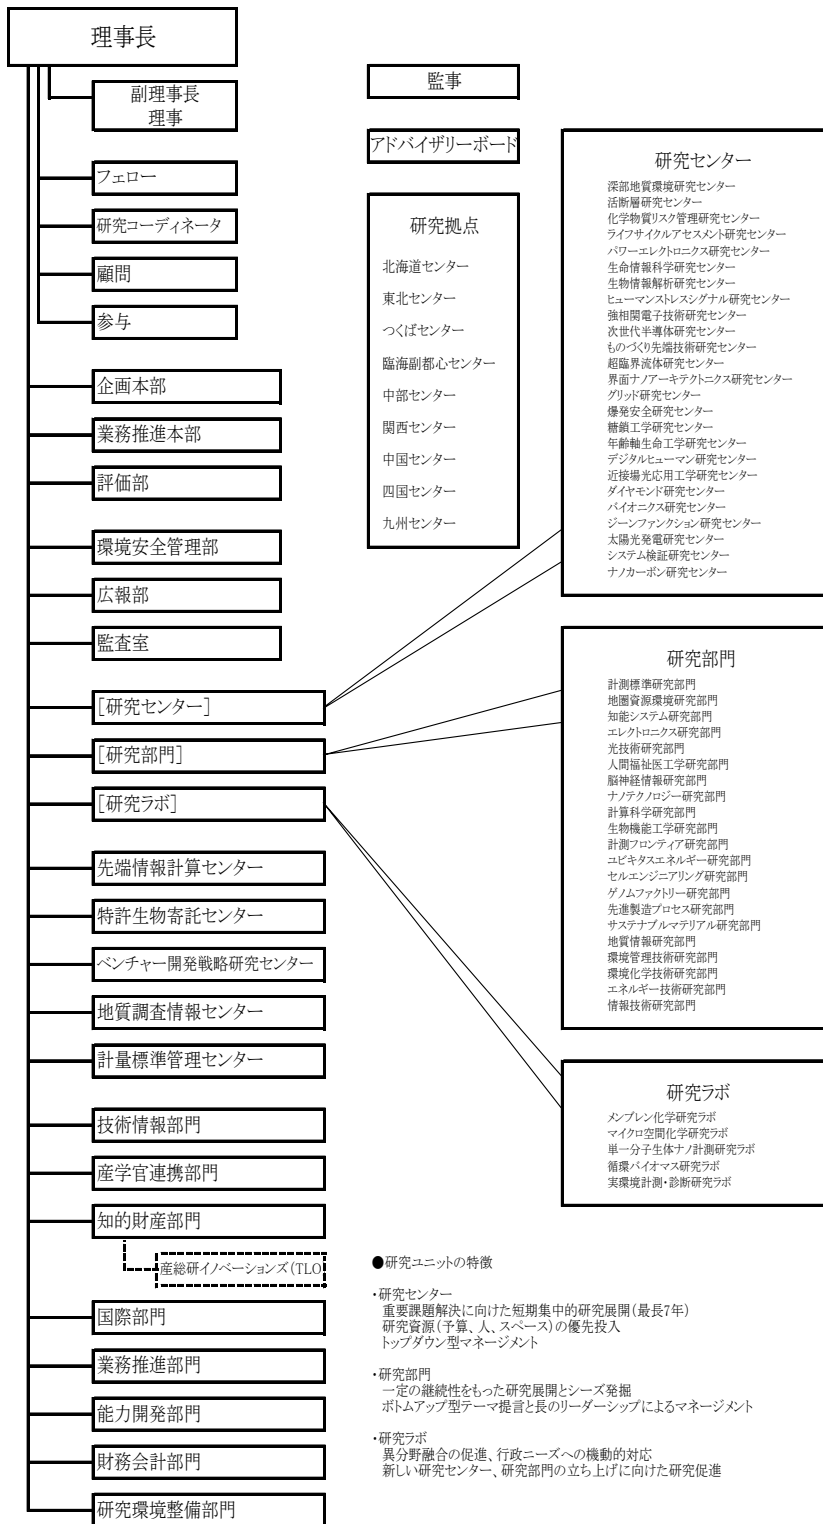 理事長
副理事長
理事
フェロー
研究コーディネータ
顧問
参与
企画本部
業務推進本部
評価部
環境安全管理部
広報部
監査室
[研究センター]
[研究部門]
[研究ラボ]
先端情報計算センター
特許生物寄託センター
ベンチャー開発戦略研究センター
地質調査情報センター
計量標準管理センター
技術情報部門
産学官連携部門
知的財産部門
産総研イノベーションズ(TLO
国際部門
業務推進部門
能力開発部門
財務会計部門
研究環境整備部門
監事
アドバイザリーボード
研究拠点
北海道センター
東北センター
つくばセンター
臨海副都心センター
中部センター
関西センター
中国センター
四国センター
九州センター
研究センター
深部地質環境研究センター
活断層研究センター
化学物質リスク管理研究センター
ライフサイクルアセスメント研究センター
パワーエレクトロニクス研究センター
生命情報科学研究センター
生物情報解析研究センター
ヒューマンストレスシグナル研究センター
強相関電子技術研究センター
次世代半導体研究センター
ものづくり先端技術研究センター
超臨界流体研究センター
界面ナノアーキテクトニクス研究センター
グリッド研究センター
爆発安全研究センター
糖鎖工学研究センター
年齢軸生命工学研究センター
デジタルヒューマン研究センター
近接場光応用工学研究センター
ダイヤモンド研究センター
バイオニクス研究センター
ジーンファンクション研究センター
太陽光発電研究センター
システム検証研究センター
ナノカーボン研究センター
研究部門
計測標準研究部門
地圏資源環境研究部門
知能システム研究部門
エレクトロニクス研究部門
光技術研究部門
人間福祉医工学研究部門
脳神経情報研究部門
ナノテクノロジー研究部門
計算科学研究部門
生物機能工学研究部門
計測フロンティア研究部門
ユビキタスエネルギー研究部門
セルエンジニアリング研究部門
ゲノムファクトリー研究部門
先進製造プロセス研究部門
サステナブルマテリアル研究部門
地質情報研究部門
環境管理技術研究部門
環境化学技術研究部門
エネルギー技術研究部門
情報技術研究部門
研究ラボ
メンブレン化学研究ラボ
マイクロ空間化学研究ラボ
単一分子生体ナノ計測研究ラボ
循環バイオマス研究ラボ
実環境計測・診断研究ラボ
●研究ユニットの特徴
・研究センター
重要課題解決に向けた短期集中的研究展開(最長7年)
研究資源(予算、人、スペース)の優先投入
トップダウン型マネージメント
・研究部門
一定の継続性をもった研究展開とシーズ発掘
ボトムアップ型テーマ提言と長のリーダーシップによるマネージメント
・研究ラボ
異分野融合の促進、行政ニーズへの機動的対応
新しい研究センター、研究部門の立ち上げに向けた研究促進